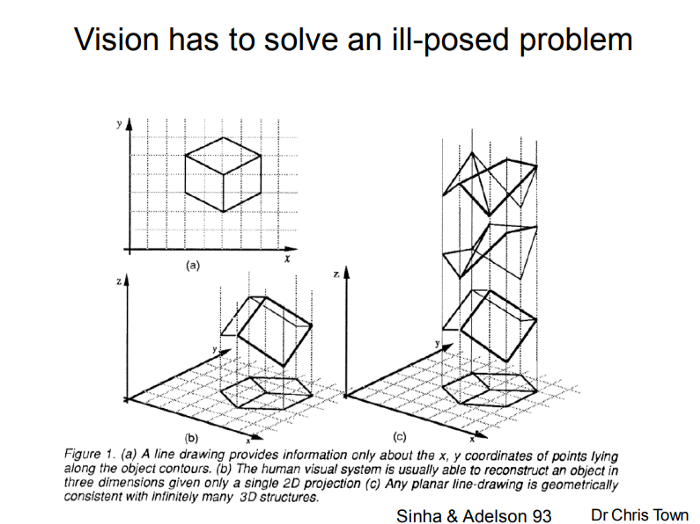 Vision has to solve an ill-posed problem
y
x
(a)
z
y
x
(b)
z
y
x
(c)
Figure 1. (a) A line drawing provides information only about the x, y coordinates of points lying
along the object contours. (b) The human visual system is usually able to reconstruct an object in
three dimensions given only a single 2D projection (c) Any planar line-drawing is geometrically
consistent with infinitely many 3D structures.
Sinha & Adelson 93
Dr Chris Town